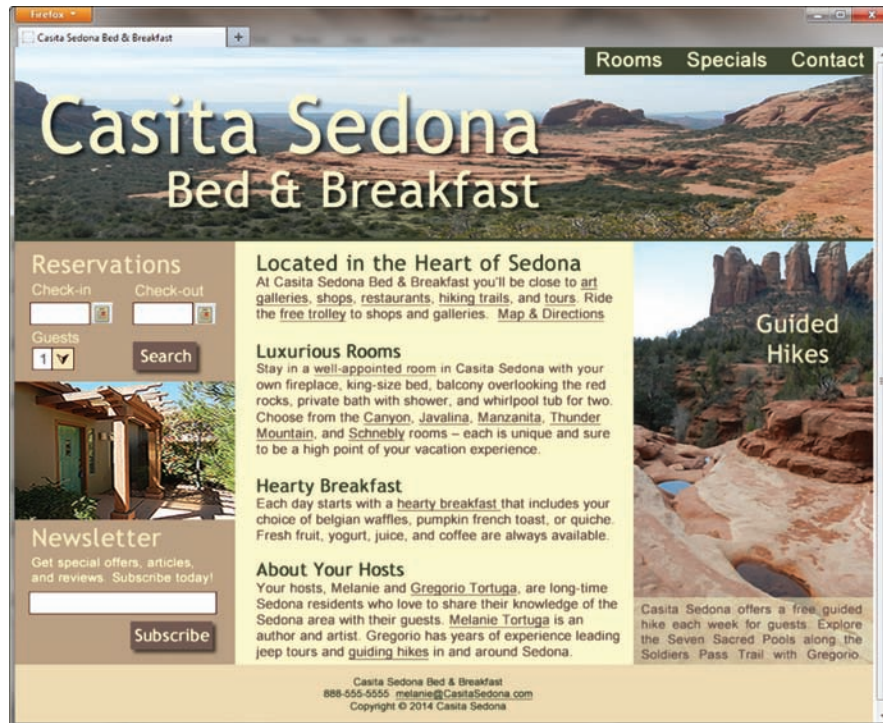 Firefox
Casita Sedona Bed & Breakfast
Rooms Specials Contact
Casita Sedona
Bed & Breakfast
Reservations
Check-in Check-out
Guests
1
Search
Newsletter
Get special offers, articles,
and reviews. Subscribe today!
Subscribe
Located in the Heart of Sedona
At Casita Sedona Bed & Breakfast you'll be close to art
galleries, shops, restaurants, hiking trails, and tours. Ride
the free trolley to shops and galleries. Map & Directions
Luxurious Rooms
Stay in a well-appointed room in Casita Sedona with your
own fireplace, king-size bed, balcony overlooking the red
rocks, private bath with shower, and whirlpool tub for two.
Choose from the Canyon, Javalina, Manzanita, Thunder
Mountain, and Schnebly rooms – each is unique and sure
to be a high point of your vacation experience.
Hearty Breakfast
Each day starts with a hearty breakfast that includes your
choice of belgian waffles, pumpkin french toast, or quiche.
Fresh fruit, yogurt, juice, and coffee are always available.
About Your Hosts
Your hosts, Melanie and Gregorio Tortuga, are long-time
Sedona residents who love to share their knowledge of the
Sedona area with their guests. Melanie Tortuga is an
author and artist. Gregorio has years of experience leading
jeep tours and guiding hikes in and around Sedona.
Guided
Hikes
Casita Sedona offers a free guided
hike each week for guests. Explore
the Seven Sacred Pools along the
Soldiers Pass Trail with Gregorio.
Casita Sedona Bed & Breakfast
888-555-5555 melanie@CasitaSedona.com
Copyright © 2014 Casita Sedona